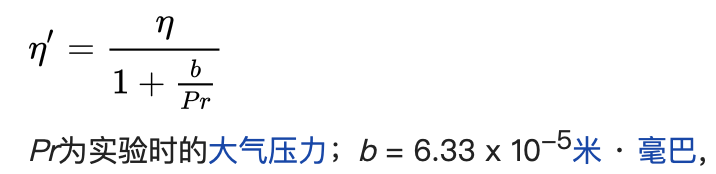 η′ = η / (1 + b/Pr)
Pr为实验时的大气压力；b = 6.33 x 10⁻⁵米 · 毫巴,